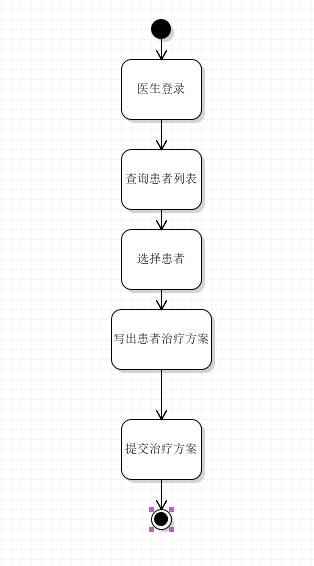 医生登录
查询患者列表
选择患者
写出患者治疗方案
提交治疗方案